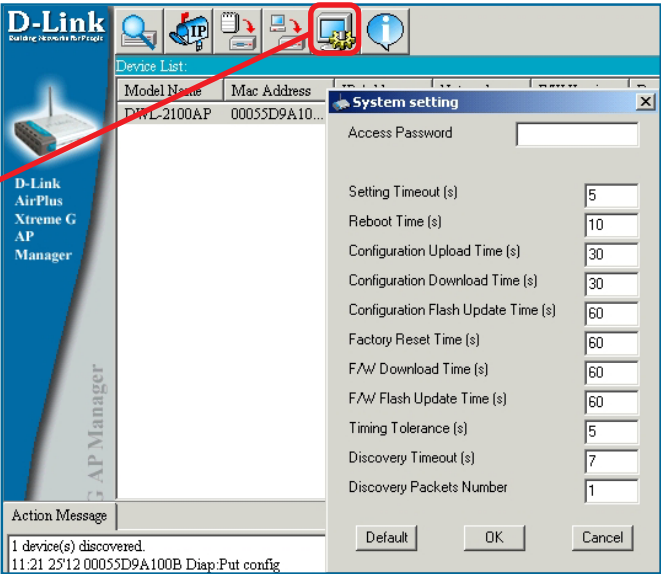 D-Link
Building Networks for People
IP
Device List:
Model Name Mac Address
DWL-2100AP 00055D9A10...
System setting
Access Password
Setting Timeout (s) 5
Reboot Time (s) 10
Configuration Upload Time (s) 30
Configuration Download Time (s) 30
Configuration Flash Update Time (s) 60
Factory Reset Time (s) 60
F/W Download Time (s) 60
F/W Flash Update Time (s) 60
Timing Tolerance (s) 5
Discovery Timeout (s) 7
Discovery Packets Number 1
Default OK Cancel
D-Link
AirPlus
Xtreme G
AP
Manager
G AP Manager
Action Message
1 device(s) discovered.
11:21 25'12 00055D9A100B Diap:Put config